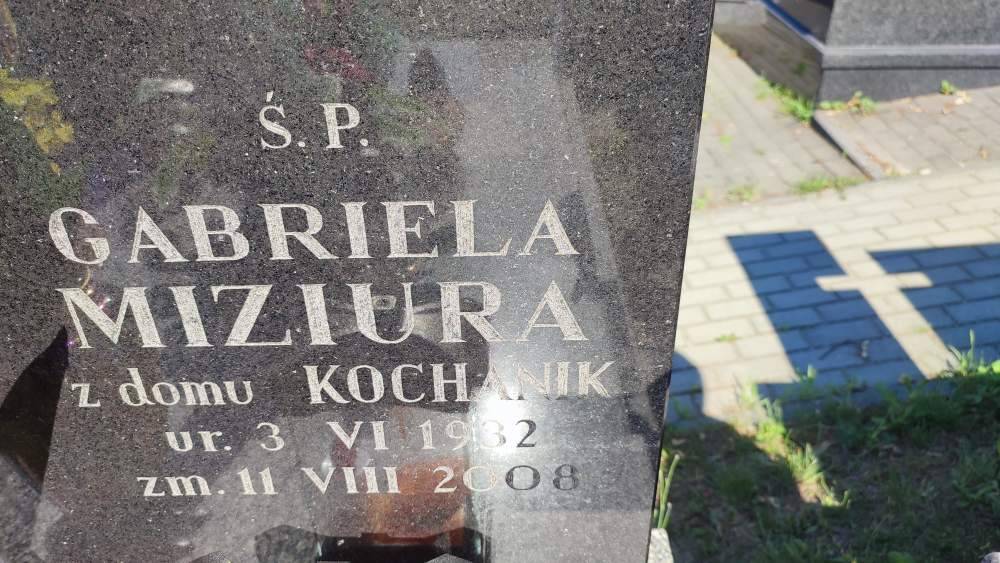 Ś. P.
GABRIELA
MIZIURA
z domu KOCHANIK
ur. 3 VI 1932
zm. 11 VIII 2008